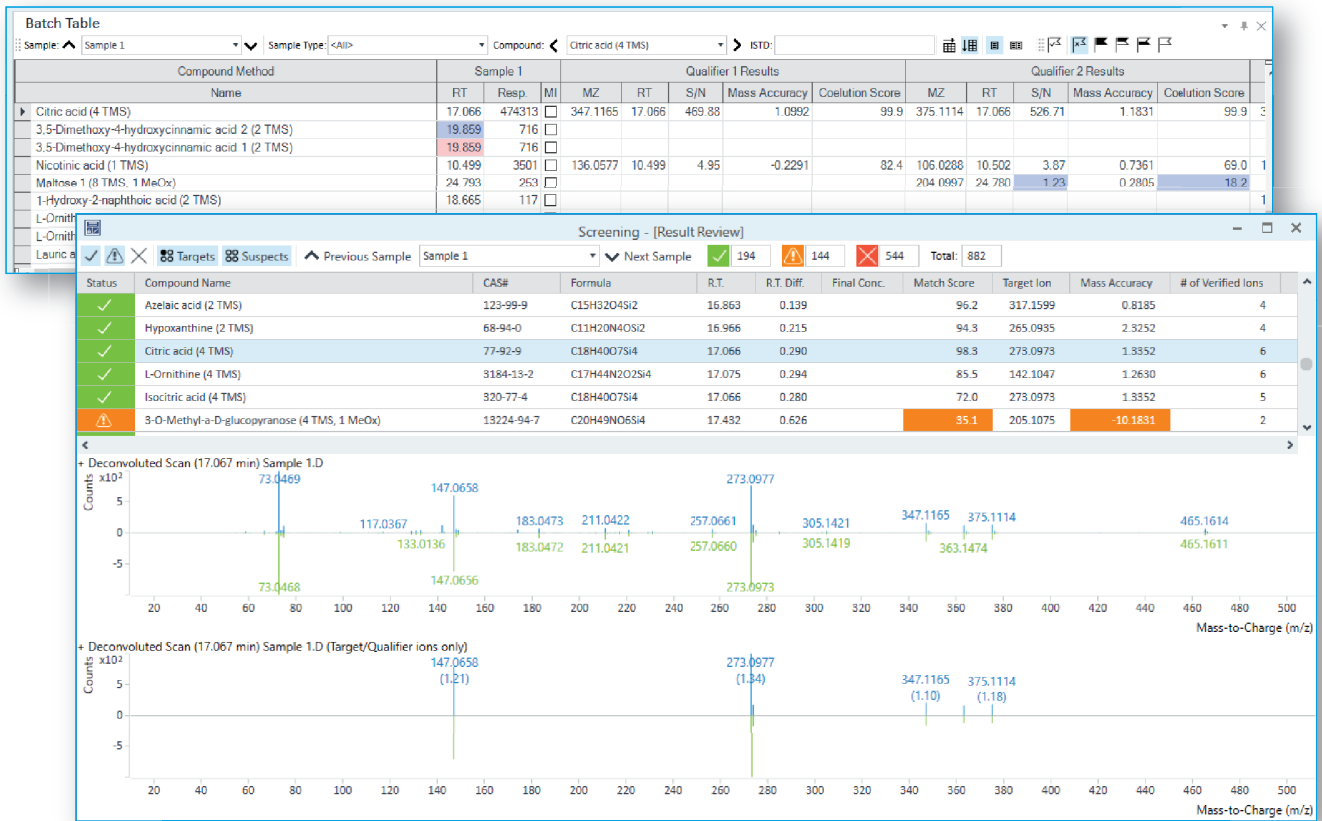 Batch Table
Sample: Sample 1 Sample Type: <All> Compound: Citric acid (4 TMS) ISTD:
Compound Method Sample 1 Qualifier 1 Results Qualifier 2 Results
Name RT Resp. MI MZ RT S/N Mass Accuracy Coelution Score MZ RT S/N Mass Accuracy Coelution Score
Citric acid (4 TMS) 17.066 474313 347.1165 17.066 469.88 1.0992 99.9 375.1114 17.066 526.71 1.1831 99.9 3
3,5-Dimethoxy-4-hydroxycinnamic acid 2 (2 TMS) 19.859 716
3,5-Dimethoxy-4-hydroxycinnamic acid 1 (2 TMS) 19.859 716
Nicotinic acid (1 TMS) 10.499 3501 136.0577 10.499 4.95 -0.2291 82.4 106.0288 10.502 3.87 0.7361 69.0 1
Maltose 1 (8 TMS, 1 MeOx) 24.793 253 204.0997 24.780 1.23 0.2805 18.2
1-Hydroxy-2-naphthoic acid (2 TMS) 18.665 117 1
L-Ornith
L-Ornith
Lauric a
Screening - [Result Review]
Targets Suspects Previous Sample Sample 1 Next Sample 194 144 544 Total: 882
Status Compound Name CAS# Formula R.T. R.T. Diff. Final Conc. Match Score Target Ion Mass Accuracy # of Verified Ions
Azelaic acid (2 TMS) 123-99-9 C15H32O4Si2 16.863 0.139 96.2 317.1599 0.8185 4
Hypoxanthine (2 TMS) 68-94-0 C11H20N4OSi2 16.966 0.215 94.3 265.0935 2.3252 4
Citric acid (4 TMS) 77-92-9 C18H40O7Si4 17.066 0.290 98.3 273.0973 1.3352 6
L-Ornithine (4 TMS) 3184-13-2 C17H44N2O2Si4 17.075 0.294 85.5 142.1047 1.2630 6
Isocitric acid (4 TMS) 320-77-4 C18H40O7Si4 17.066 0.280 72.0 273.0973 1.3352 5
3-O-Methyl-a-D-glucopyranose (4 TMS, 1 MeOx) 13224-94-7 C20H49NO6Si4 17.432 0.626 35.1 205.1075 -10.1831 2
+ Deconvoluted Scan (17.067 min) Sample 1.D
Counts x10²
5
0
-5
73.0469 147.0658 273.0977
117.0367 183.0473 211.0422 257.0661 305.1421 347.1165 375.1114 465.1614
133.0136 183.0472 211.0421 257.0660 305.1419 363.1474 465.1611
73.0468 147.0656 273.0973
20 40 60 80 100 120 140 160 180 200 220 240 260 280 300 320 340 360 380 400 420 440 460 480 500
Mass-to-Charge (m/z)
+ Deconvoluted Scan (17.067 min) Sample 1.D (Target/Qualifier ions only)
Counts x10²
5
0
-5
147.0658 273.0977 347.1165 375.1114
(1.21) (1.34) (1.10) (1.18)
20 40 60 80 100 120 140 160 180 200 220 240 260 280 300 320 340 360 380 400 420 440 460 480 500
Mass-to-Charge (m/z)